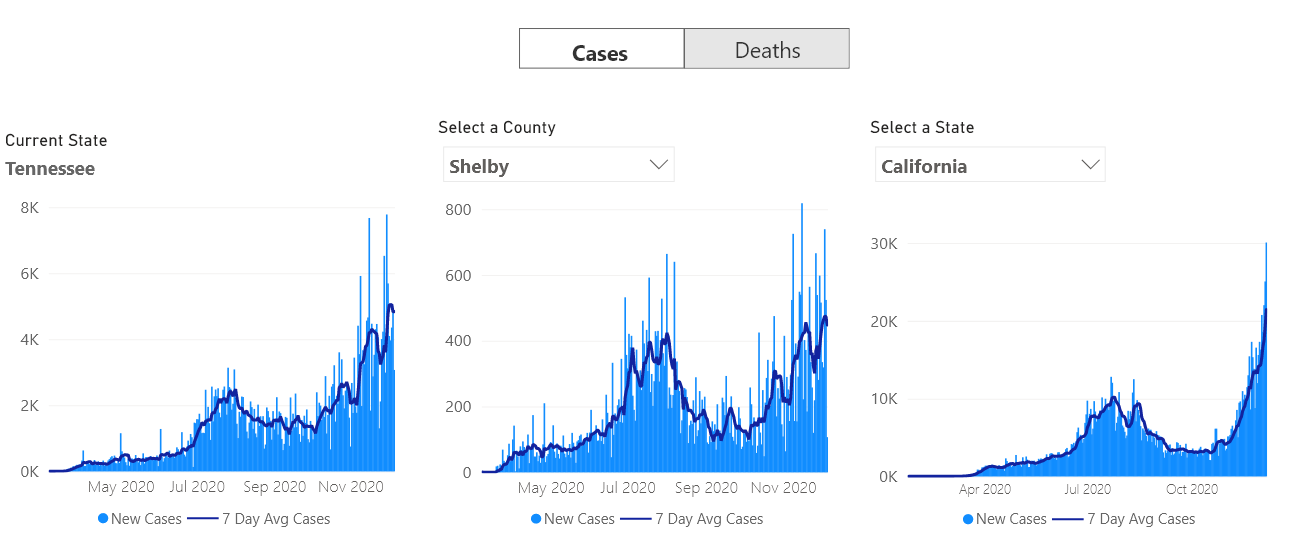 Cases Deaths
Current State
Tennessee
8K
6K
4K
2K
0K
May 2020 Jul 2020 Sep 2020 Nov 2020
New Cases 7 Day Avg Cases
Select a County
Shelby
800
600
400
200
0
May 2020 Jul 2020 Sep 2020 Nov 2020
New Cases 7 Day Avg Cases
Select a State
California
30K
20K
10K
0K
Apr 2020 Jul 2020 Oct 2020
New Cases 7 Day Avg Cases